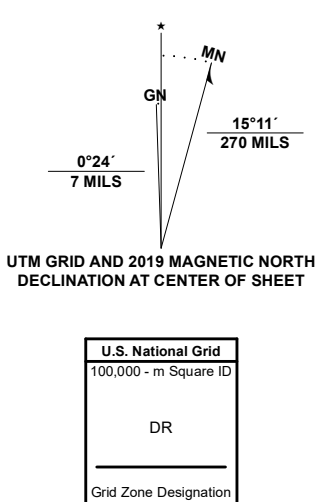 ★
MN
GN
15°11´
270 MILS
0°24´
7 MILS
UTM GRID AND 2019 MAGNETIC NORTH
DECLINATION AT CENTER OF SHEET
U.S. National Grid
100,000 - m Square ID
DR
Grid Zone Designation